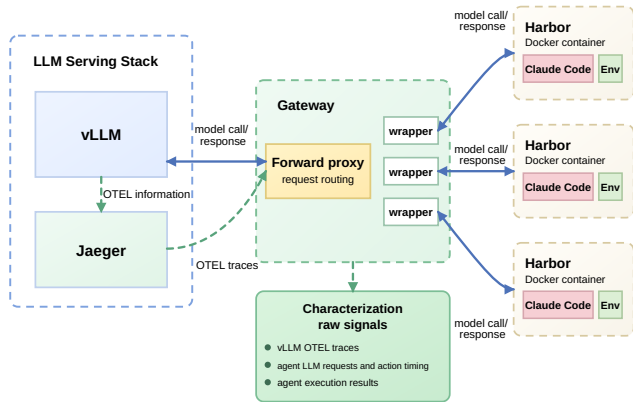 LLM Serving Stack
vLLM
OTEL information
Jaeger
model call/
response
OTEL traces
Gateway
Forward proxy
request routing
wrapper
wrapper
wrapper
Characterization
raw signals
vLLM OTEL traces
agent LLM requests and action timing
agent execution results
model call/
response
Harbor
Docker container
Claude Code
Env
model call/
response
Harbor
Docker container
Claude Code
Env
model call/
response
Harbor
Docker container
Claude Code
Env